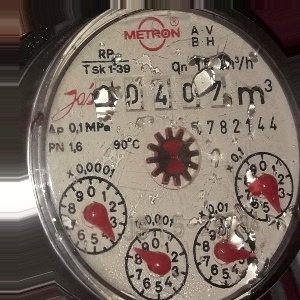 METRON ®
A·V
B·H
RP
Tsk 1-39
qn
m³/h
0407 m³
Δp 0,1 MPa
5782144
PN 1,6
90°C
x 0,0001
x 0,001
x 0,01
x 0,1